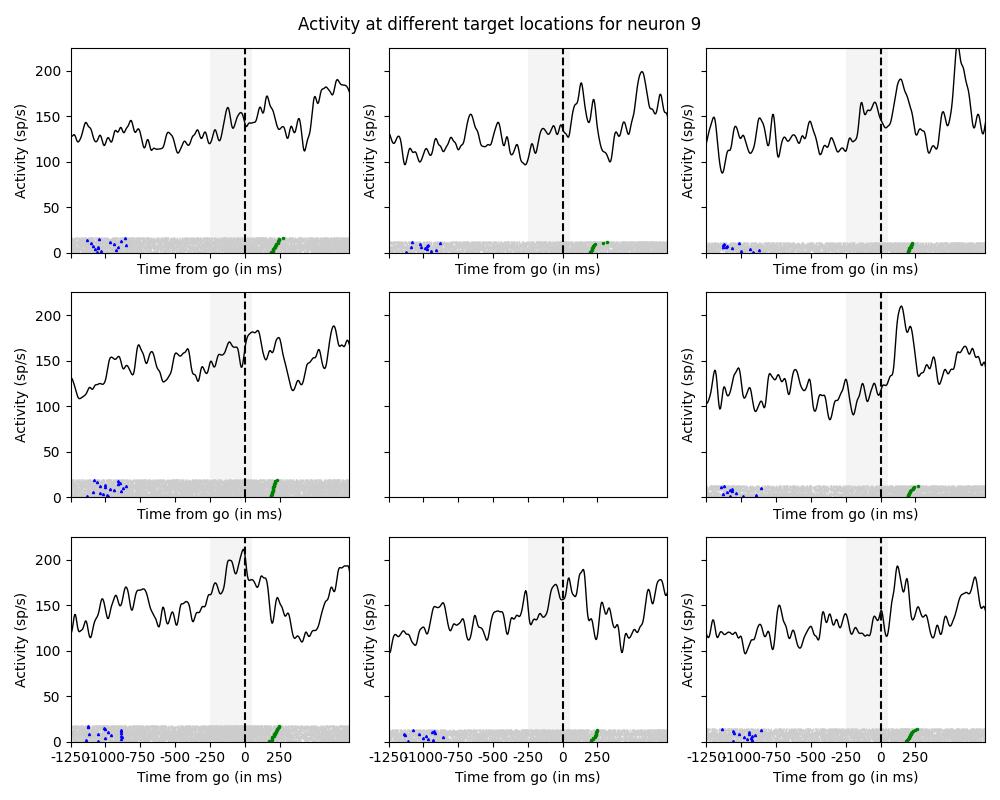 Activity at different target locations for neuron 9
200
150
100
50
0
Activity (sp/s)
Time from go (in ms)
Activity (sp/s)
Time from go (in ms)
Activity (sp/s)
Time from go (in ms)
200
150
100
50
0
Activity (sp/s)
Time from go (in ms)
Activity (sp/s)
Time from go (in ms)
200
150
100
50
0
Activity (sp/s)
-1250 -1000 -750 -500 -250 0 250
Time from go (in ms)
Activity (sp/s)
-1250 -1000 -750 -500 -250 0 250
Time from go (in ms)
Activity (sp/s)
-1250 -1000 -750 -500 -250 0 250
Time from go (in ms)